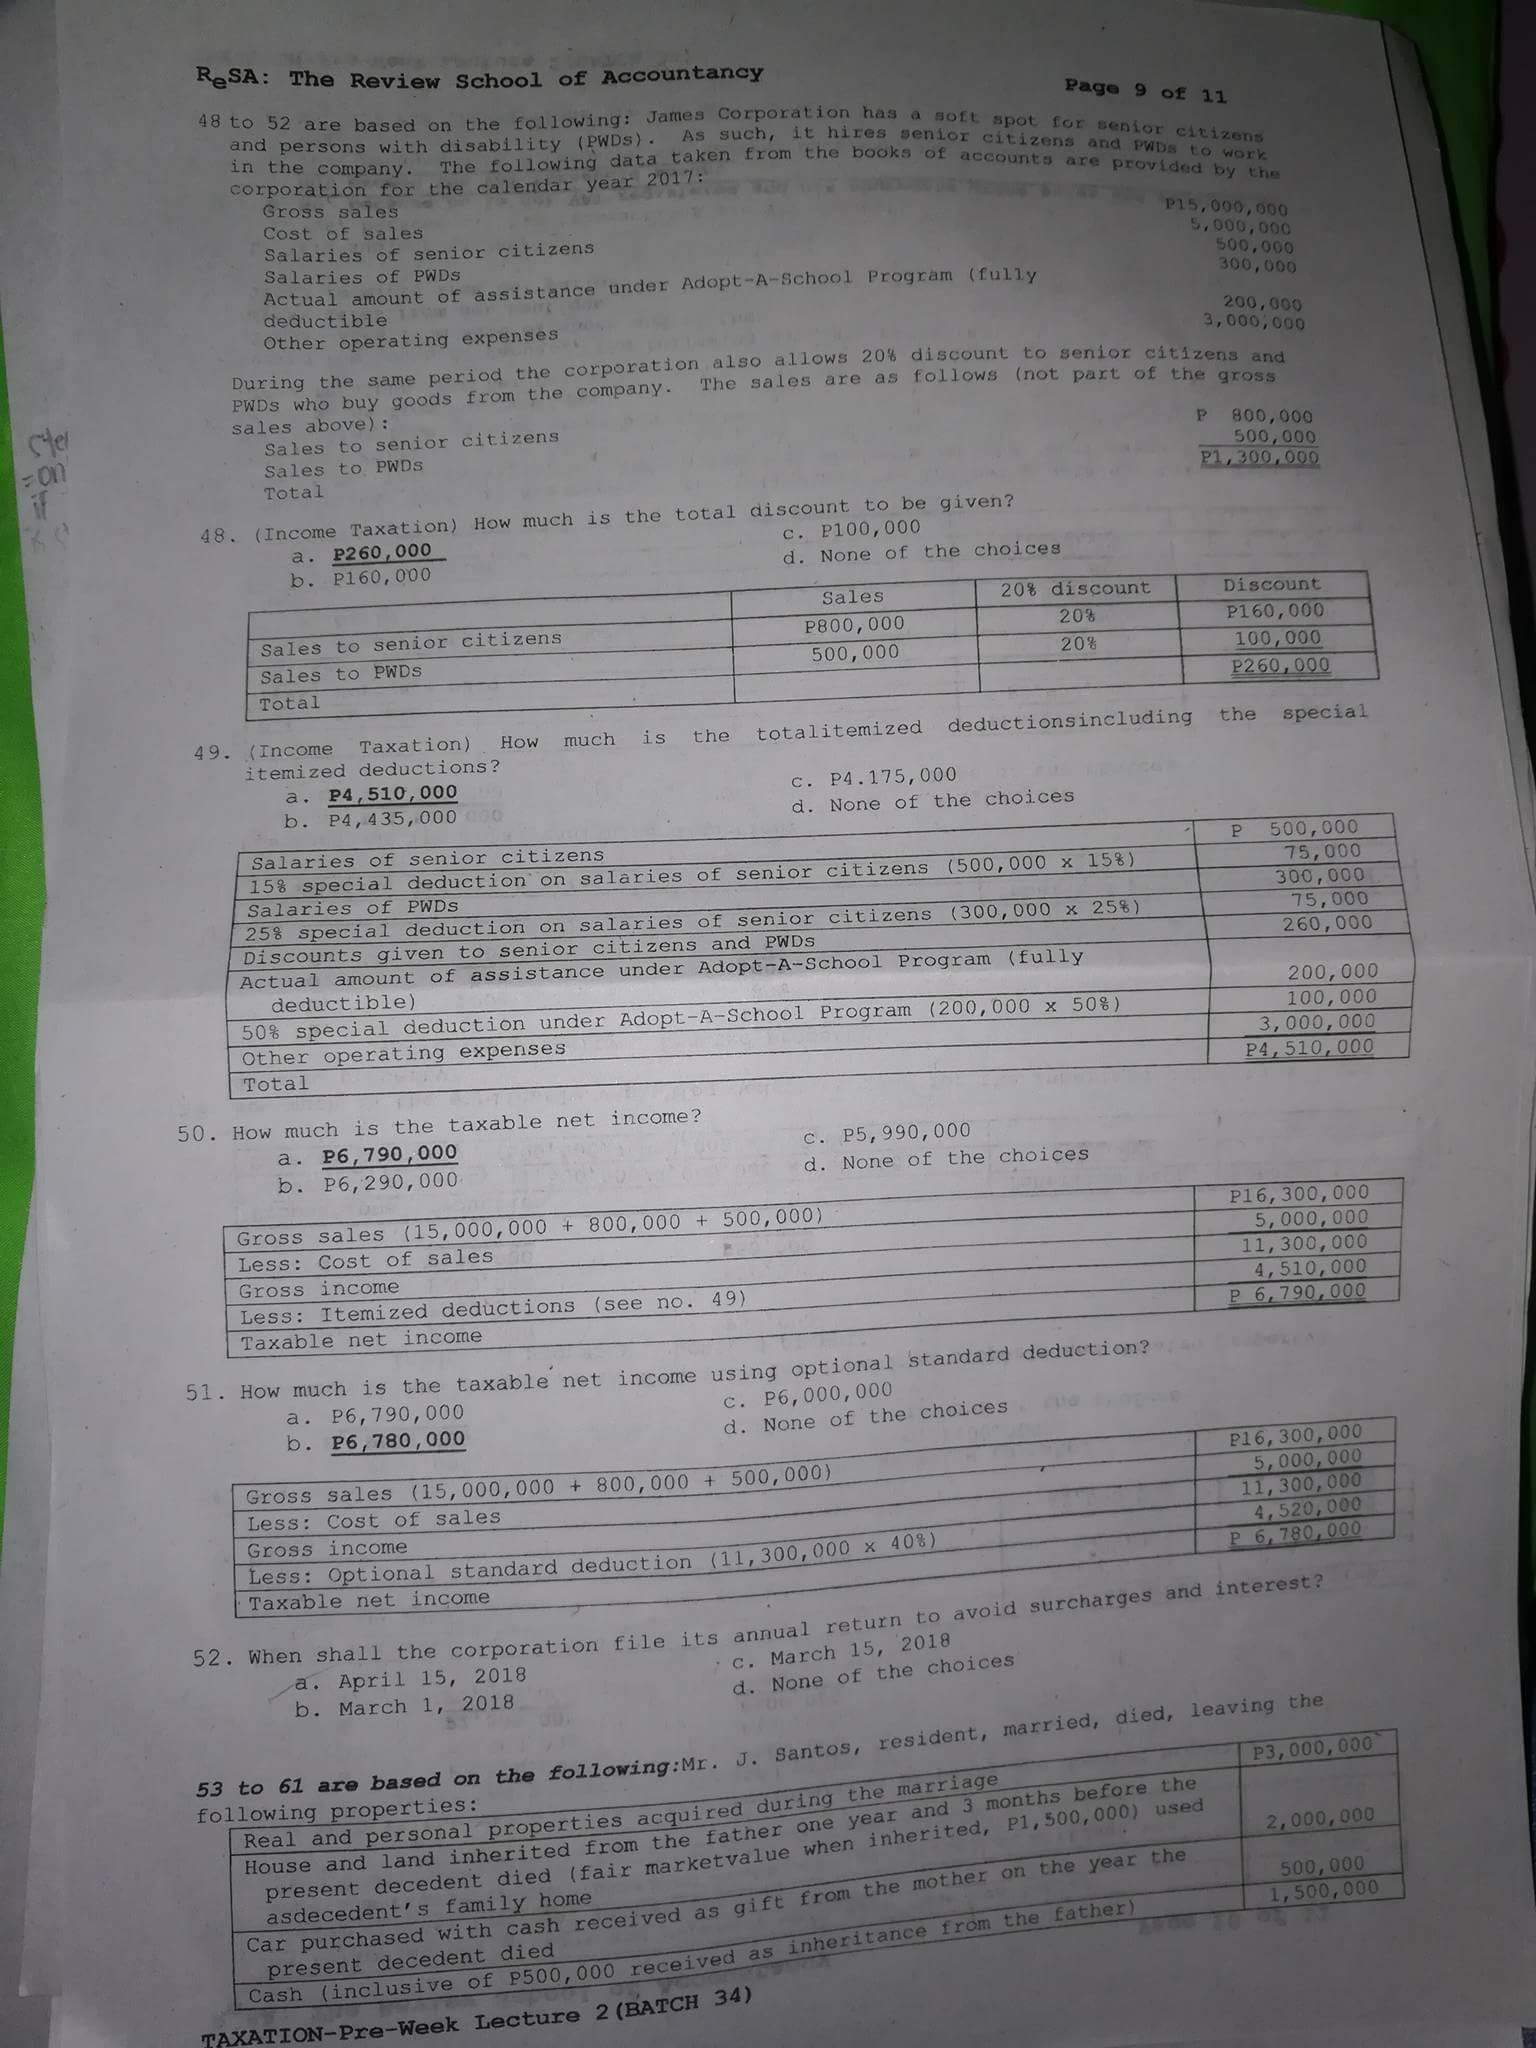 ReSA: The Review School of Accountancy
Page 9 of 11
48 to 52 are based on the following: James Corporation has a soft spot for senior citizens
and persons with disability (PWDs). As such, it hires senior citizens and PWDs to work
in the company. The following data taken from the books of accounts are provided by the
corporation for the calendar year 2017:
Gross sales P15,000,000
Cost of sales 5,000,000
Salaries of senior citizens 500,000
Salaries of PWDs 300,000
Actual amount of assistance under Adopt-A-School Program (fully
deductible 200,000
Other operating expenses 3,000,000
During the same period the corporation also allows 20% discount to senior citizens and
PWDs who buy goods from the company. The sales are as follows (not part of the gross
sales above):
Sales to senior citizens P 800,000
Sales to PWDs 500,000
Total P1,300,000
48. (Income Taxation) How much is the total discount to be given?
a. P260,000 c. P100,000
b. P160,000 d. None of the choices
Sales 20% discount Discount
Sales to senior citizens P800,000 20% P160,000
Sales to PWDs 500,000 20% 100,000
Total P260,000
49. (Income Taxation) How much is the totalitemized deductionsincluding the special
itemized deductions?
a. P4,510,000 c. P4.175,000
b. P4,435,000 d. None of the choices
Salaries of senior citizens P 500,000
15% special deduction on salaries of senior citizens (500,000 x 15%) 75,000
Salaries of PWDs 300,000
25% special deduction on salaries of senior citizens (300,000 x 25%) 75,000
Discounts given to senior citizens and PWDs 260,000
Actual amount of assistance under Adopt-A-School Program (fully
deductible) 200,000
50% special deduction under Adopt-A-School Program (200,000 x 50%) 100,000
Other operating expenses 3,000,000
Total P4,510,000
50. How much is the taxable net income?
a. P6,790,000 c. P5,990,000
b. P6,290,000 d. None of the choices
Gross sales (15,000,000 + 800,000 + 500,000) P16,300,000
Less: Cost of sales 5,000,000
Gross income 11,300,000
Less: Itemized deductions (see no. 49) 4,510,000
Taxable net income P 6,790,000
51. How much is the taxable net income using optional standard deduction?
a. P6,790,000 c. P6,000,000
b. P6,780,000 d. None of the choices
Gross sales (15,000,000 + 800,000 + 500,000) P16,300,000
Less: Cost of sales 5,000,000
Gross income 11,300,000
Less: Optional standard deduction (11,300,000 x 40%) 4,520,000
Taxable net income P 6,780,000
52. When shall the corporation file its annual return to avoid surcharges and interest?
a. April 15, 2018 c. March 15, 2018
b. March 1, 2018 d. None of the choices
53 to 61 are based on the following:Mr. J. Santos, resident, married, died, leaving the
following properties:
Real and personal properties acquired during the marriage P3,000,000
House and land inherited from the father one year and 3 months before the
present decedent died (fair marketvalue when inherited, P1,500,000) used
asdecedent's family home 2,000,000
Car purchased with cash received as gift from the mother on the year the
present decedent died 500,000
Cash (inclusive of P500,000 received as inheritance from the father) 1,500,000
TAXATION-Pre-Week Lecture 2(BATCH 34)